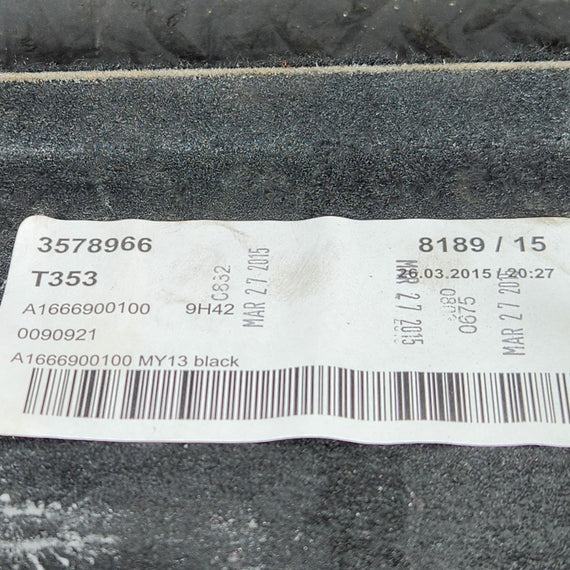 3578966 8189 / 15
T353 26.03.2015 / 20:27
A1666900100 9H42
0090921
A1666900100 MY13 black
C832
MAR 27 2015
MAR 27 2015
0675
MAR 27 2015